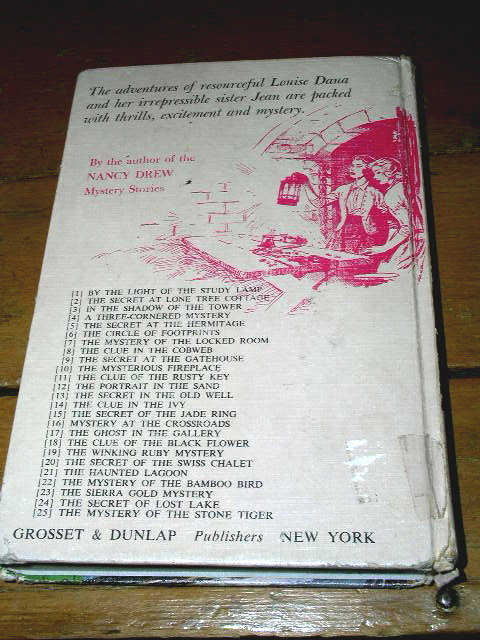 The adventures of resourceful Louise Dana
and her irrepressible sister Jean are packed
with thrills, excitement and mystery.
By the author of the
NANCY DREW
Mystery Stories
[1] BY THE LIGHT OF THE STUDY LAMP
[2] THE SECRET AT LONE TREE COTTAGE
[3] IN THE SHADOW OF THE TOWER
[4] A THREE-CORNERED MYSTERY
[5] THE SECRET AT THE HERMITAGE
[6] THE CIRCLE OF FOOTPRINTS
[7] THE MYSTERY OF THE LOCKED ROOM
[8] THE CLUE IN THE COBWEB
[9] THE SECRET AT THE GATEHOUSE
[10] THE MYSTERIOUS FIREPLACE
[11] THE CLUE OF THE RUSTY KEY
[12] THE PORTRAIT IN THE SAND
[13] THE SECRET IN THE OLD WELL
[14] THE CLUE IN THE IVY
[15] THE SECRET OF THE JADE RING
[16] MYSTERY AT THE CROSSROADS
[17] THE GHOST IN THE GALLERY
[18] THE CLUE OF THE BLACK FLOWER
[19] THE WINKING RUBY MYSTERY
[20] THE SECRET OF THE SWISS CHALET
[21] THE HAUNTED LAGOON
[22] THE MYSTERY OF THE BAMBOO BIRD
[23] THE SIERRA GOLD MYSTERY
[24] THE SECRET OF LOST LAKE
[25] THE MYSTERY OF THE STONE TIGER
GROSSET & DUNLAP Publishers NEW YORK